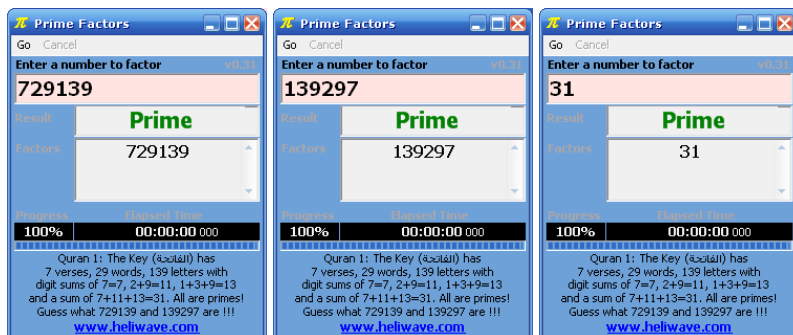 π Prime Factors
Go Cancel
Enter a number to factor v0.31
729139
Result Prime
Factors 729139
Progress Elapsed Time
100% 00:00:00 000
Quran 1: The Key (الفاتحة) has
7 verses, 29 words, 139 letters with
digit sums of 7=7, 2+9=11, 1+3+9=13
and a sum of 7+11+13=31. All are primes!
Guess what 729139 and 139297 are !!!
www.heliwave.com
π Prime Factors
Go Cancel
Enter a number to factor v0.31
139297
Result Prime
Factors 139297
Progress Elapsed Time
100% 00:00:00 000
Quran 1: The Key (الفاتحة) has
7 verses, 29 words, 139 letters with
digit sums of 7=7, 2+9=11, 1+3+9=13
and a sum of 7+11+13=31. All are primes!
Guess what 729139 and 139297 are !!!
www.heliwave.com
π Prime Factors
Go Cancel
Enter a number to factor v0.31
31
Result Prime
Factors 31
Progress Elapsed Time
100% 00:00:00 000
Quran 1: The Key (الفاتحة) has
7 verses, 29 words, 139 letters with
digit sums of 7=7, 2+9=11, 1+3+9=13
and a sum of 7+11+13=31. All are primes!
Guess what 729139 and 139297 are !!!
www.heliwave.com